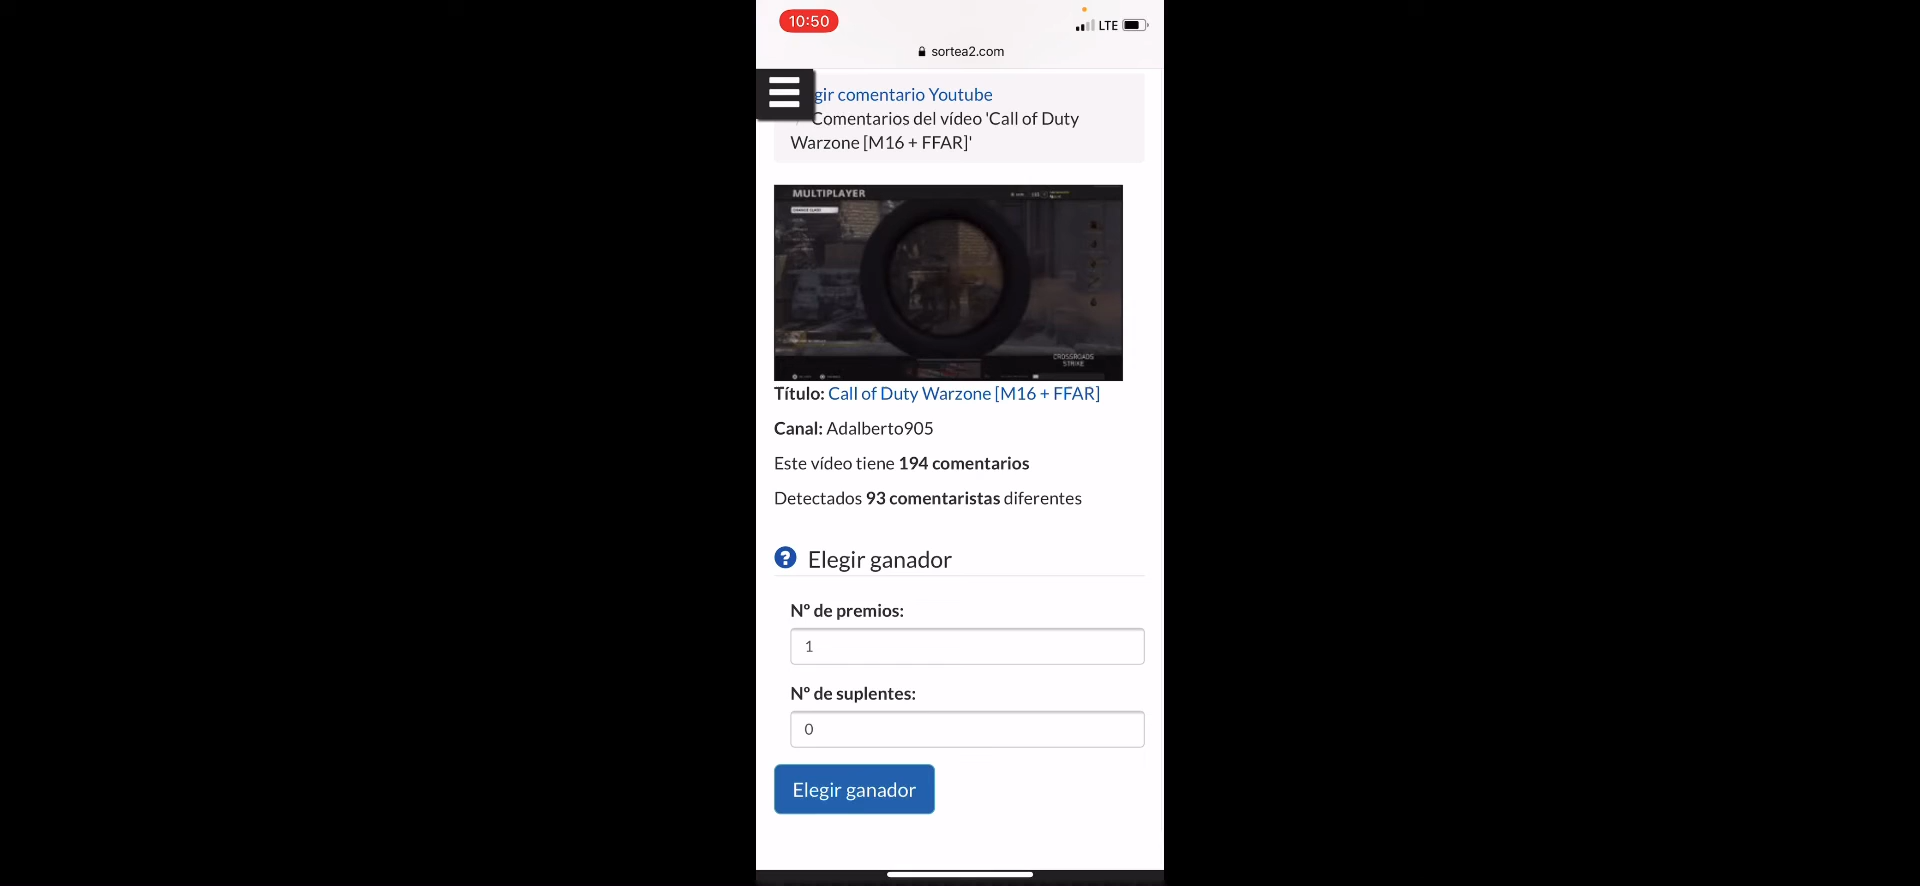 10:50
LTE
sortea2.com
gir comentario Youtube
Comentarios del vídeo 'Call of Duty
Warzone [M16 + FFAR]'
MULTIPLAYER
CROSSROADS
STRIKE
Título: Call of Duty Warzone [M16 + FFAR]
Canal: Adalberto905
Este vídeo tiene 194 comentarios
Detectados 93 comentaristas diferentes
? Elegir ganador
Nº de premios:
1
Nº de suplentes:
0
Elegir ganador